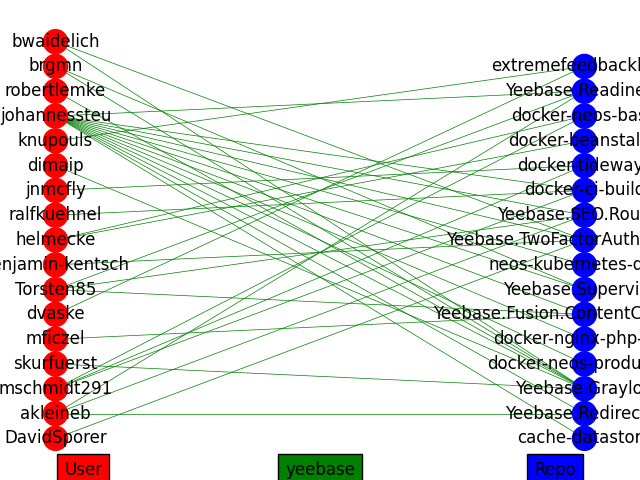 bwaidelich
brgmn
extremefeedbackl
robertlemke
Yeebase.Readine
johannessteu
docker-neos-bas
knupouls
docker-beanstal
dimaip
docker-tideway
jnmcfly
docker-ci-build
ralfkuehnel
Yeebase.SEO.Rou
helmecke
Yeebase.TwoFactorAuth
enjamin-kentsch
neos-kubernetes-d
Torsten85
Yeebase.Supervi
dvaske
Yeebase.Fusion.ContentC
mficzel
docker-nginx-php-
skurfuerst
docker-neos-produ
mschmidt291
Yeebase.Graylo
akleineb
Yeebase.Redirec
DavidSporer
cache-datastor
User
yeebase
Repo